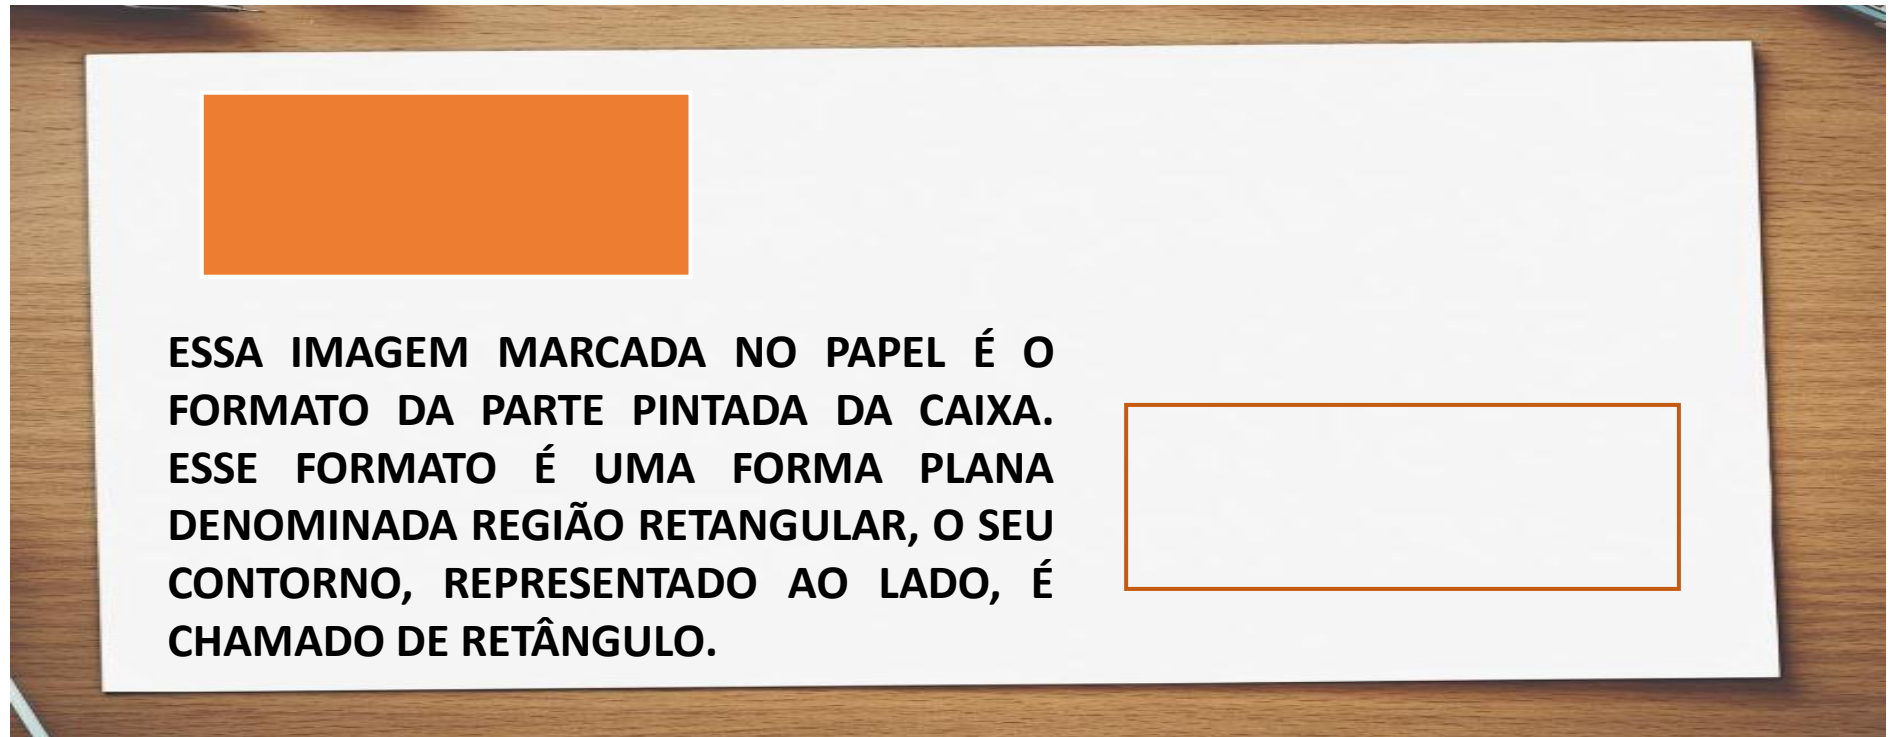 ESSA IMAGEM MARCADA NO PAPEL É O
FORMATO DA PARTE PINTADA DA CAIXA.
ESSE FORMATO É UMA FORMA PLANA
DENOMINADA REGIÃO RETANGULAR, O SEU
CONTORNO, REPRESENTADO AO LADO, É
CHAMADO DE RETÂNGULO.